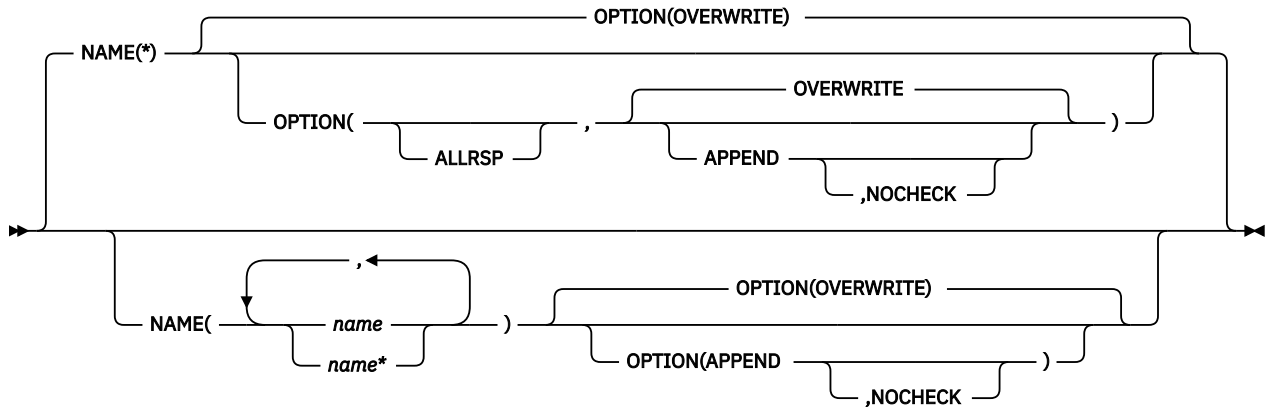 OPTION(OVERWRITE)
NAME(*)
OVERWRITE
OPTION( , )
ALLRSP APPEND
,NOCHECK
,
OPTION(OVERWRITE)
NAME( name )
name* OPTION(APPEND )
,NOCHECK